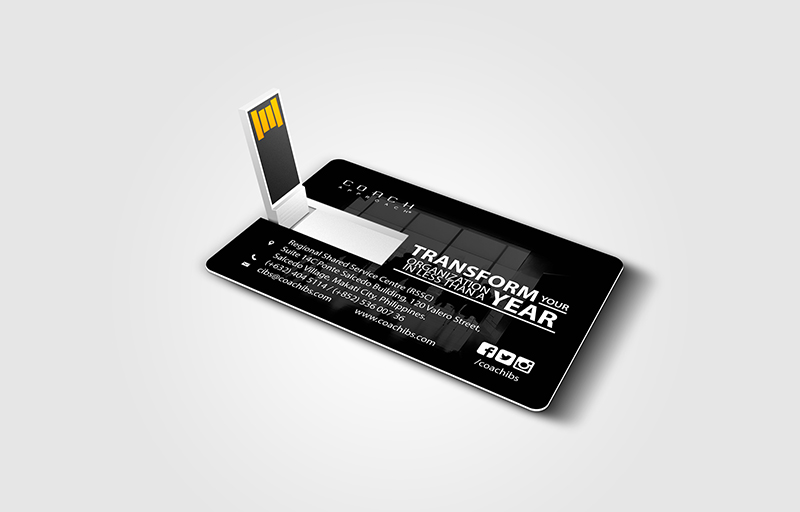 COACH
APPROACH®
TRANSFORM YOUR
ORGANIZATION
IN LESS THAN A YEAR
Regional Shared Service Centre (RSSC)
Suite 14C Ponte Salcedo Building, 120 Valero Street,
Salcedo Village, Makati City, Philippines.
(+632) 404 5114 / (+852) 536 007 36
cibs@coachibs.com
www.coachibs.com
/coachibs